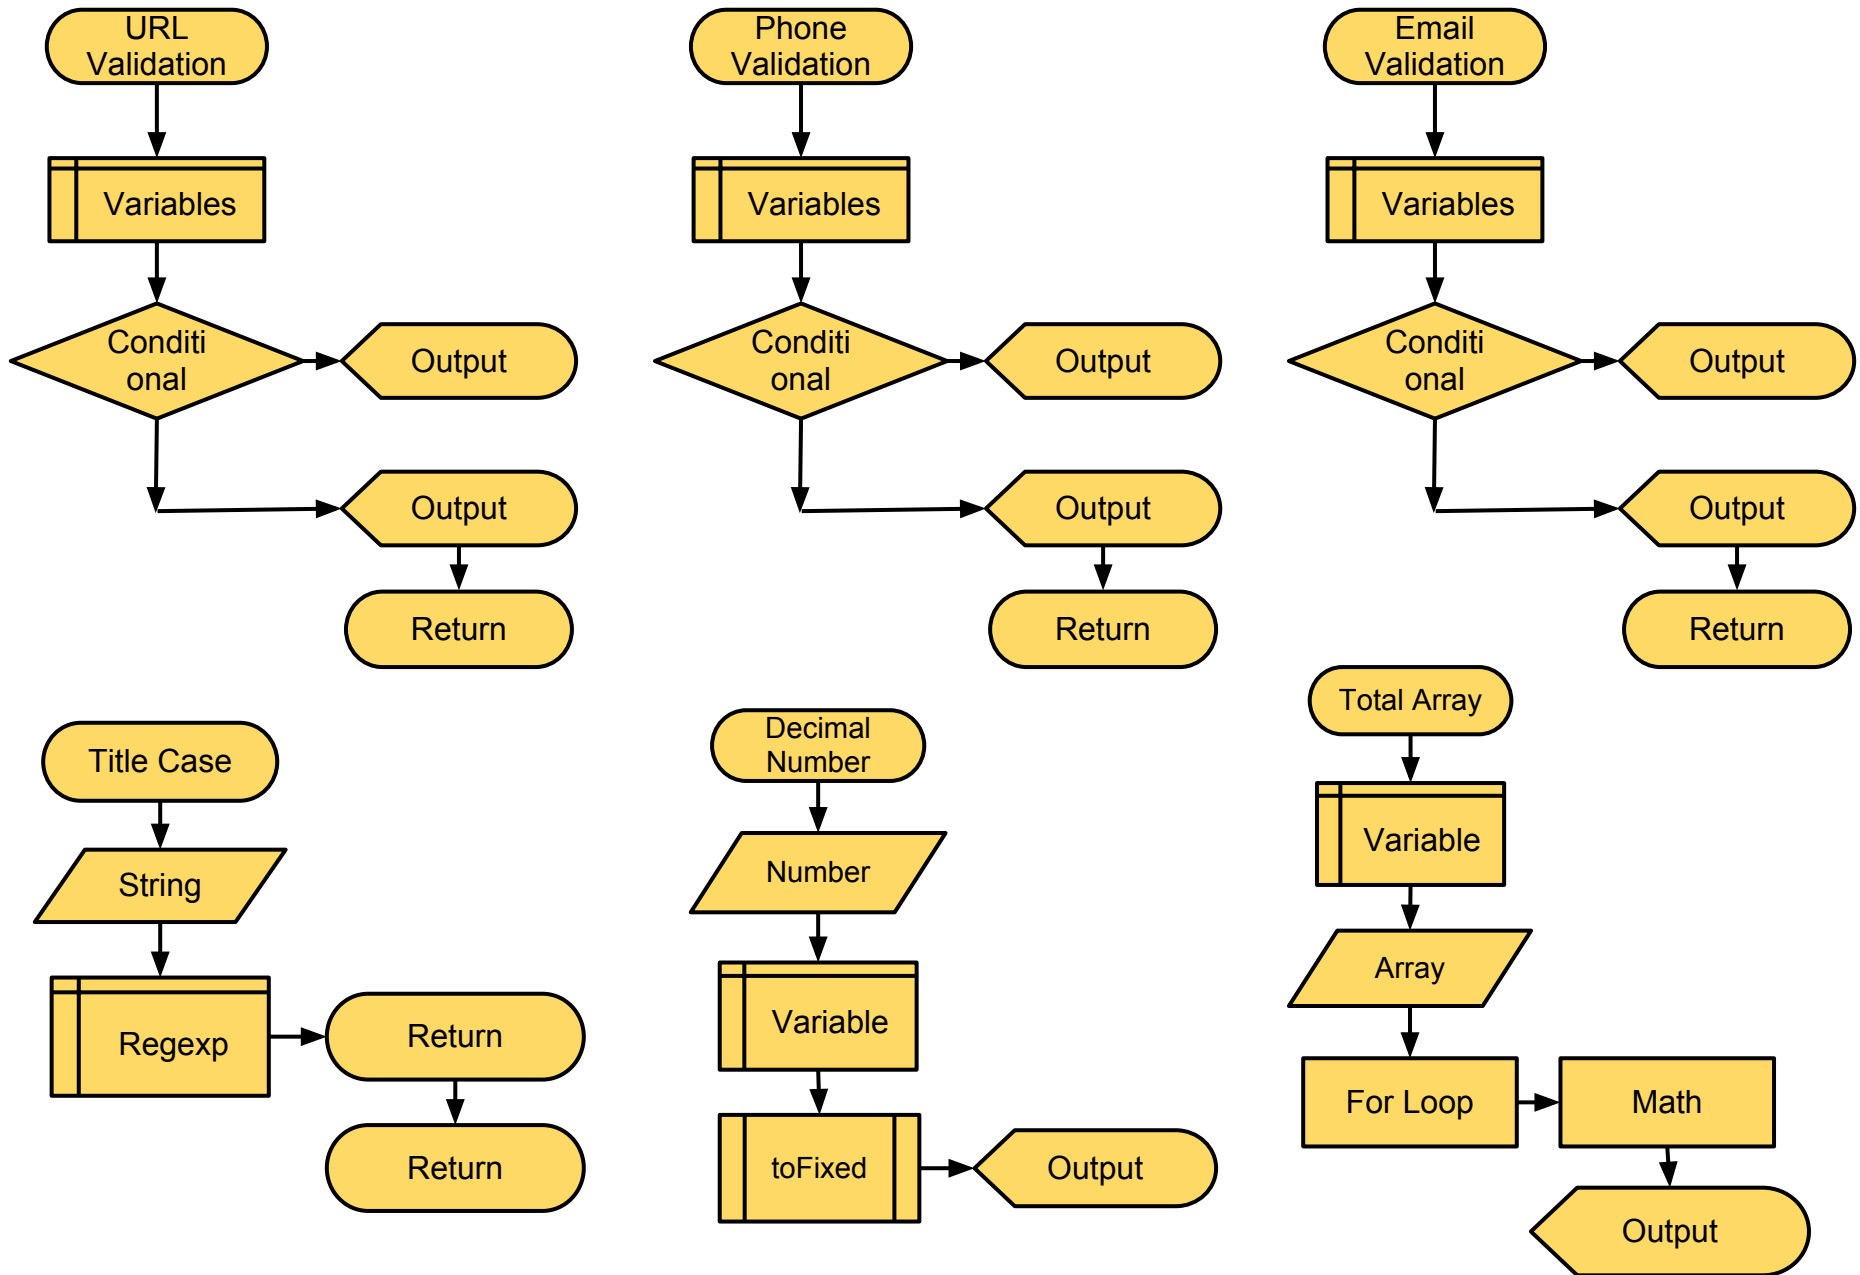 URL
Validation
Variables
Conditi
onal
Output
Output
Return
Phone
Validation
Variables
Conditi
onal
Output
Output
Return
Email
Validation
Variables
Conditi
onal
Output
Output
Return
Title Case
String
Regexp
Return
Return
Decimal
Number
Number
Variable
toFixed
Output
Total Array
Variable
Array
For Loop
Math
Output